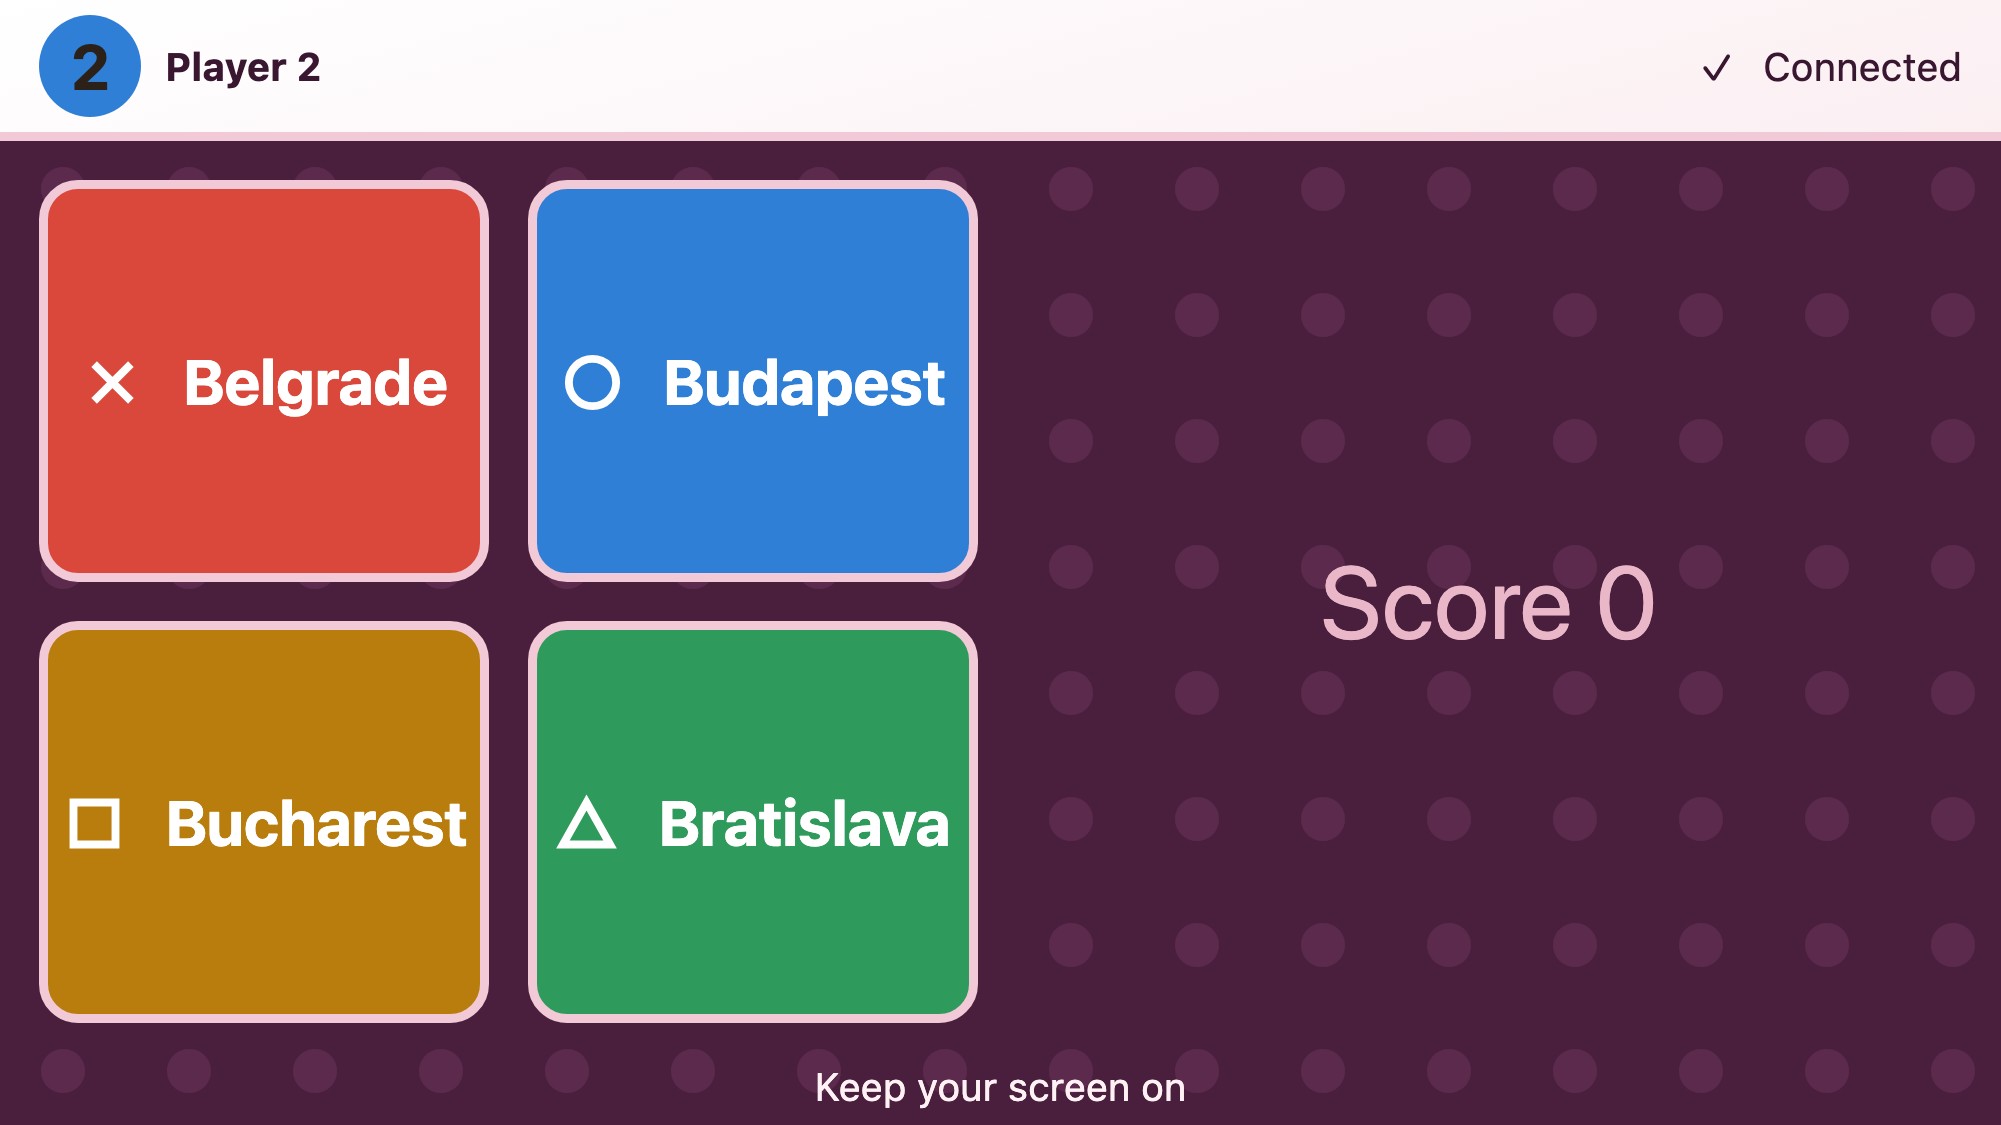 2 Player 2
✓ Connected
✕ Belgrade
○ Budapest
□ Bucharest
△ Bratislava
Score 0
Keep your screen on